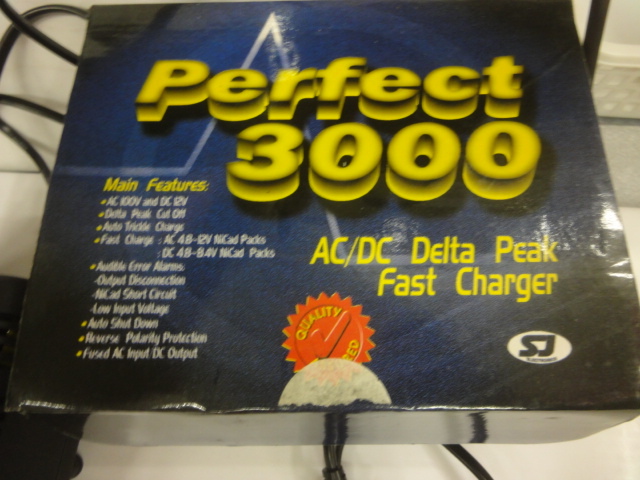 Perfect
3000
Main Features:
• AC 100V and DC 12V
• Delta Peak Cut Off
• Auto Trickle Charge
• Fast Charge : AC 4.8-12V NiCad Packs
: DC 4.8-8.4V NiCad Packs
• Audible Error Alarms:
-Output Disconnection
-NiCad Short Circuit
-Low Input Voltage
• Auto Shut Down
• Reverse Polarity Protection
• Fused AC Input/DC Output
AC/DC Delta Peak
Fast Charger
QUALITY
SJ